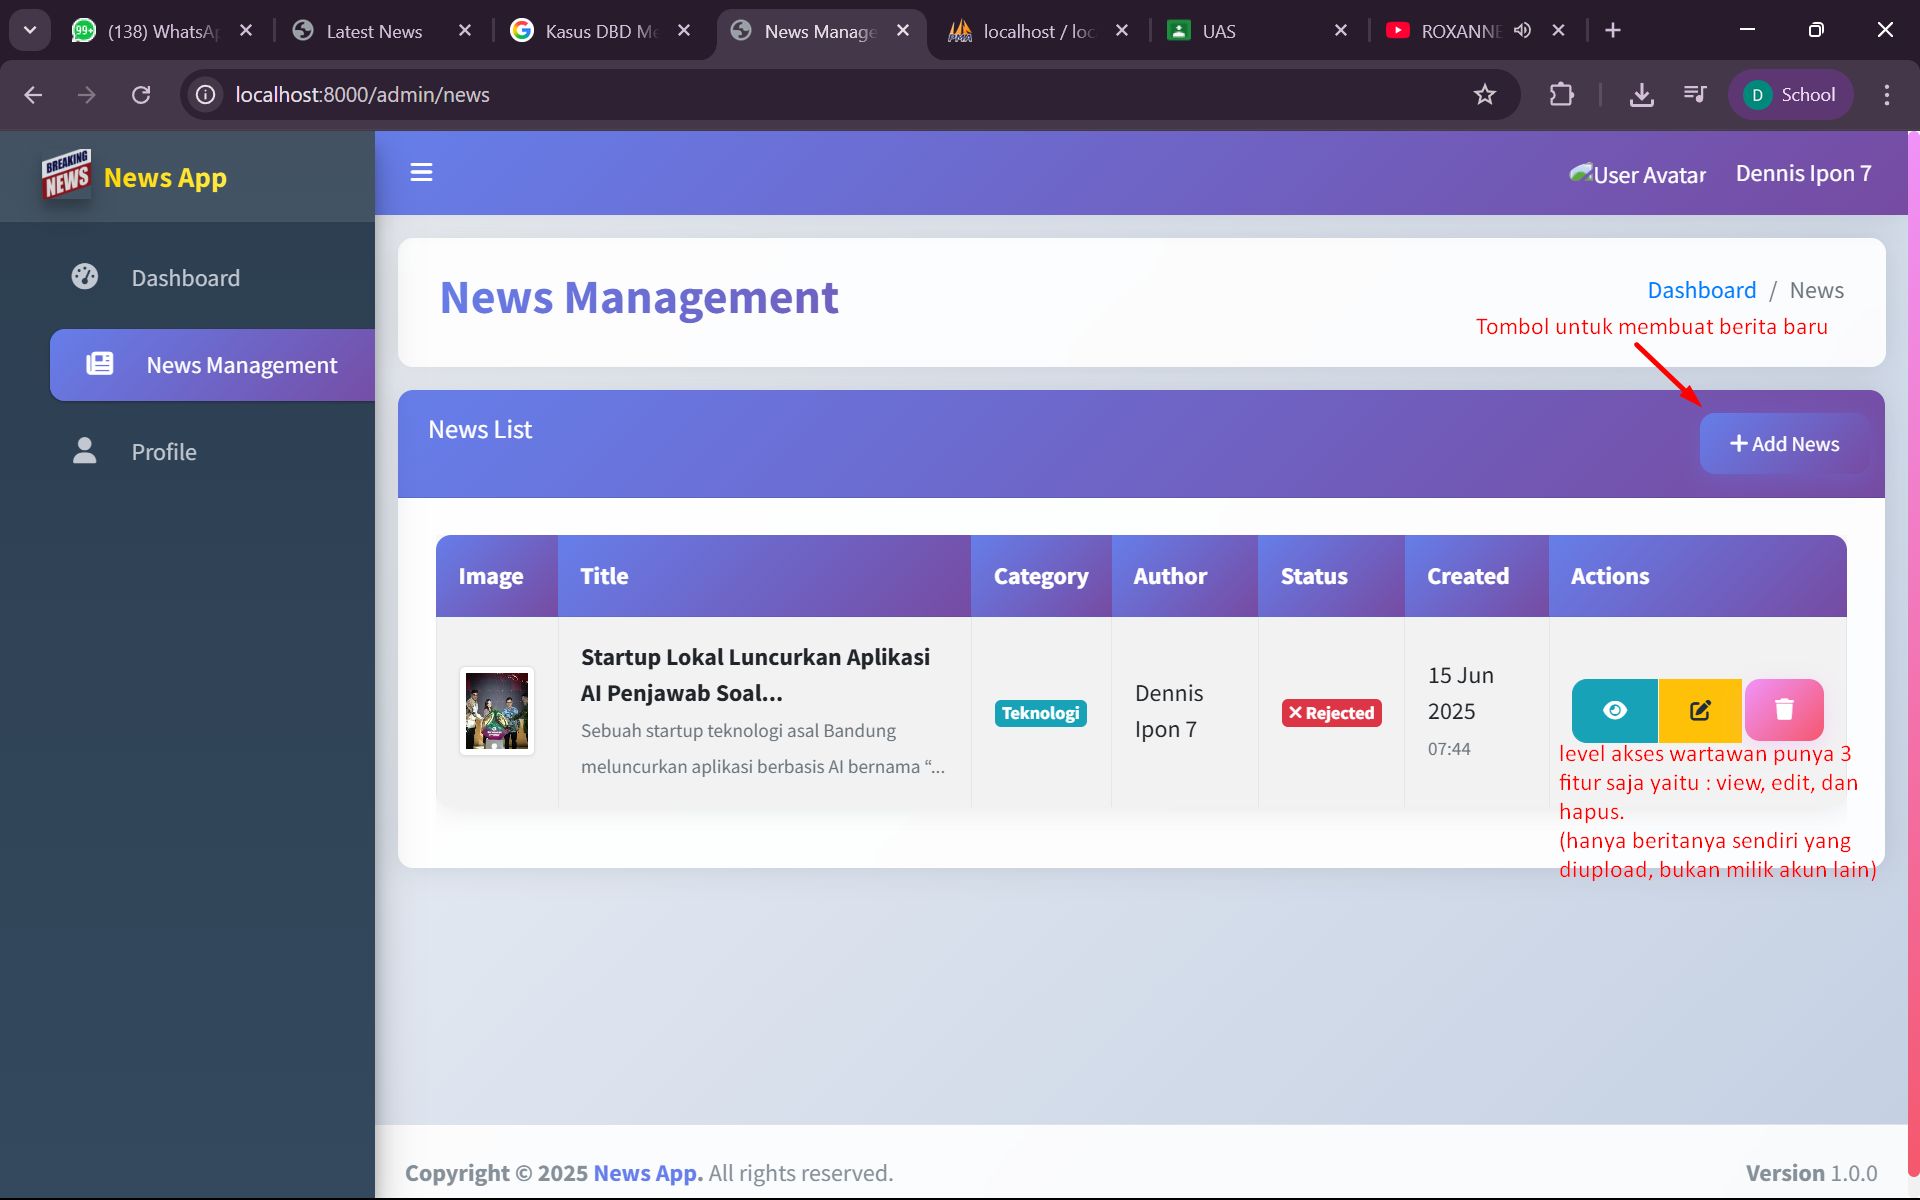 99+
(138) WhatsAp
Latest News
Kasus DBD Me
News Manage
localhost / loc
UAS
ROXANNE
localhost:8000/admin/news
D
School
BREAKING
NEWS
News App
User Avatar
Dennis Ipon 7
Dashboard
News Management
Profile
News Management
Dashboard / News
Tombol untuk membuat berita baru
News List
+ Add News
Image
Title
Category
Author
Status
Created
Actions
Startup Lokal Luncurkan Aplikasi
AI Penjawab Soal...
Sebuah startup teknologi asal Bandung
meluncurkan aplikasi berbasis AI bernama “...
Teknologi
Dennis
Ipon 7
Rejected
15 Jun
2025
07:44
level akses wartawan punya 3
fitur saja yaitu : view, edit, dan
hapus.
(hanya beritanya sendiri yang
diupload, bukan milik akun lain)
Copyright © 2025 News App. All rights reserved.
Version 1.0.0